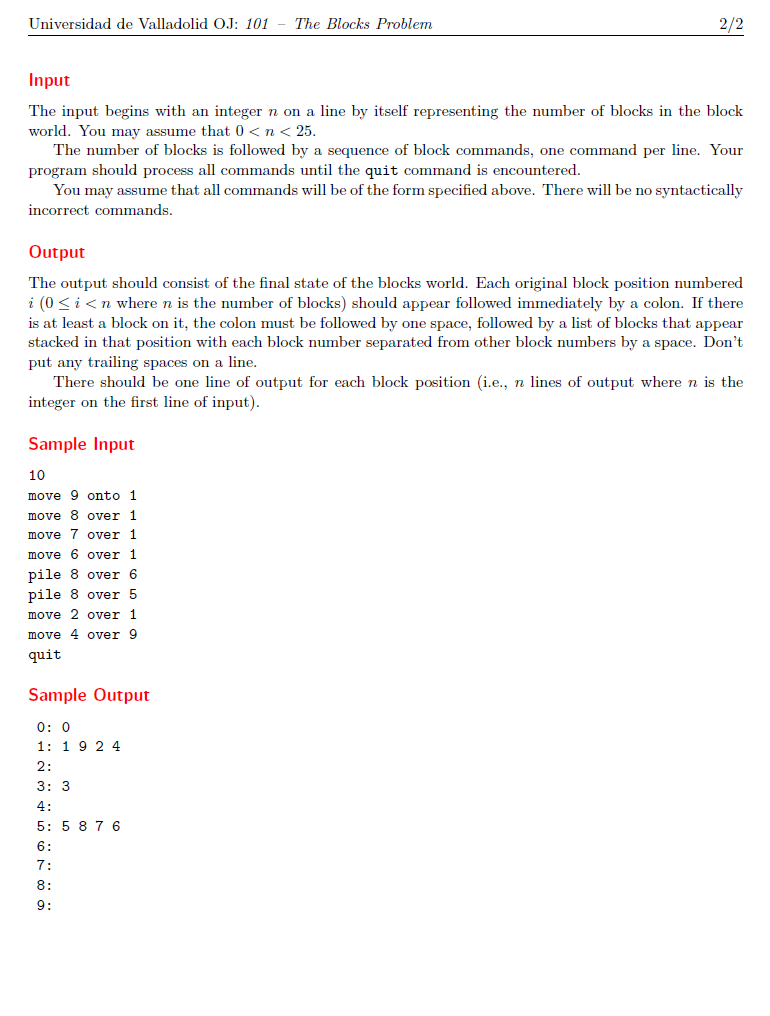 Universidad de Valladolid OJ: 101 – The Blocks Problem 2/2
Input
The input begins with an integer n on a line by itself representing the number of blocks in the block
world. You may assume that 0 < n < 25.
The number of blocks is followed by a sequence of block commands, one command per line. Your
program should process all commands until the quit command is encountered.
You may assume that all commands will be of the form specified above. There will be no syntactically
incorrect commands.
Output
The output should consist of the final state of the blocks world. Each original block position numbered
i (0 ≤ i < n where n is the number of blocks) should appear followed immediately by a colon. If there
is at least a block on it, the colon must be followed by one space, followed by a list of blocks that appear
stacked in that position with each block number separated from other block numbers by a space. Don't
put any trailing spaces on a line.
There should be one line of output for each block position (i.e., n lines of output where n is the
integer on the first line of input).
Sample Input
10
move 9 onto 1
move 8 over 1
move 7 over 1
move 6 over 1
pile 8 over 6
pile 8 over 5
move 2 over 1
move 4 over 9
quit
Sample Output
0: 0
1: 1 9 2 4
2:
3: 3
4:
5: 5 8 7 6
6:
7:
8:
9: